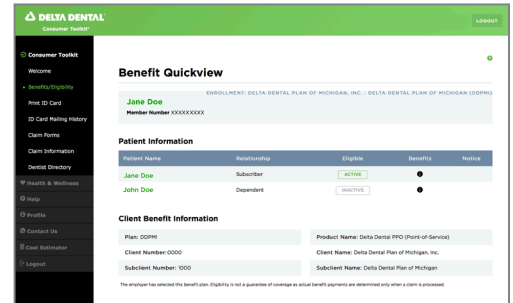 DELTA DENTAL
Consumer Toolkit®
LOGOUT
Consumer Toolkit
Welcome
Benefits/Eligibility
Print ID Card
ID Card Mailing History
Claim Forms
Claim Information
Dentist Directory
Health & Wellness
Help
Profile
Contact Us
Cost Estimator
Logout
Benefit Quickview
ENROLLMENT: DELTA DENTAL PLAN OF MICHIGAN, INC. : DELTA DENTAL PLAN OF MICHIGAN (DDPMI)
Jane Doe
Member Number XXXXXXXXX
Patient Information
Patient Name Relationship Eligible Benefits Notice
Jane Doe Subscriber ACTIVE
John Doe Dependent INACTIVE
Client Benefit Information
Plan: DDPMI Product Name: Delta Dental PPO (Point-of-Service)
Client Number: 0000 Client Name: Delta Dental Plan of Michigan, Inc.
Subclient Number: 1000 Subclient Name: Delta Dental Plan of Michigan
The employer has selected this benefit plan. Eligibility is not a guarantee of coverage as actual benefit payments are determined only when a claim is processed.